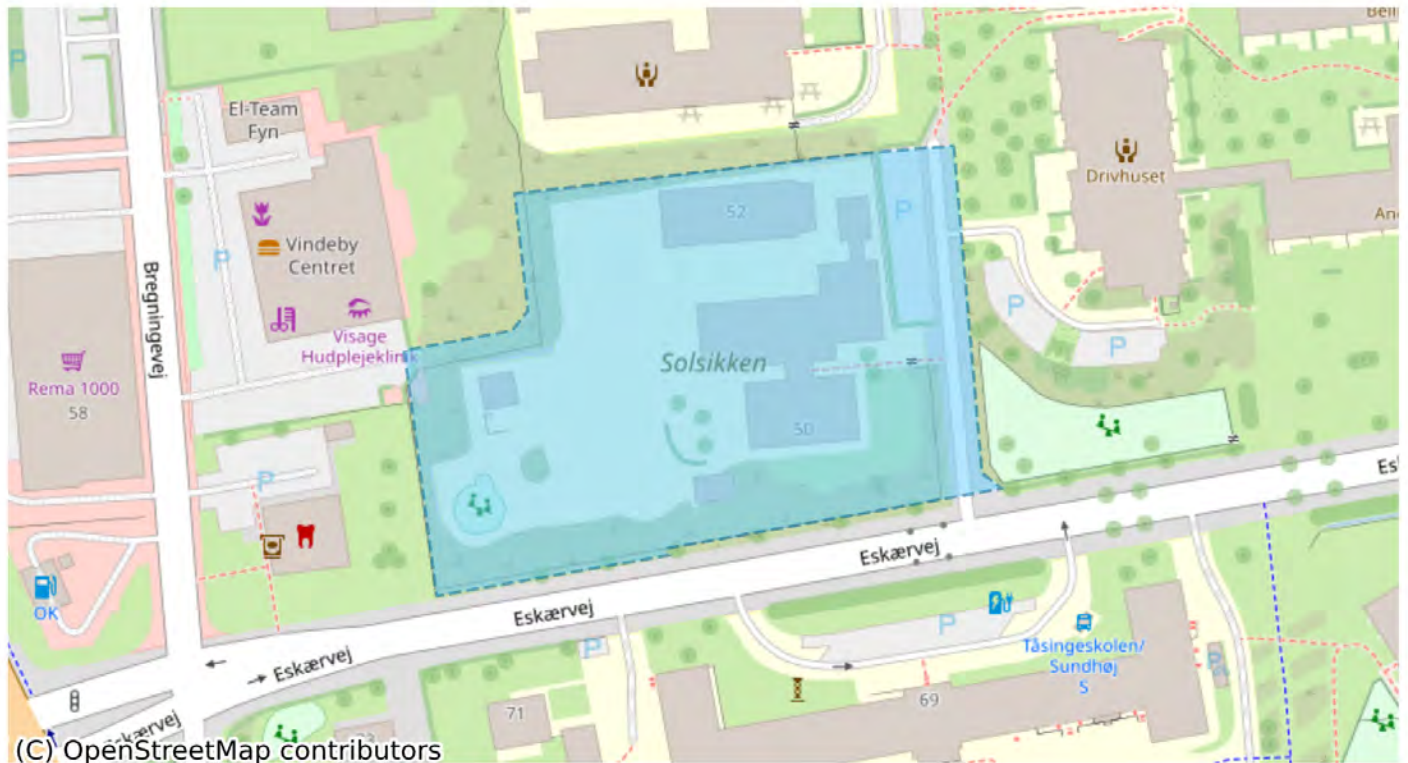 El-Team
Fyn
Drivhuset
P
P
52
P
Vindeby
Centret
P
Bregningevej
Visage
Hudplejeklinik
Solsikken
P
P
Rema 1000
58
50
P
Eskærvej
Eskærvej
OK
P
P
Tåsingeskolen/
Sundhøj
S
P
Eskærvej
71
69
(C) OpenStreetMap contributors